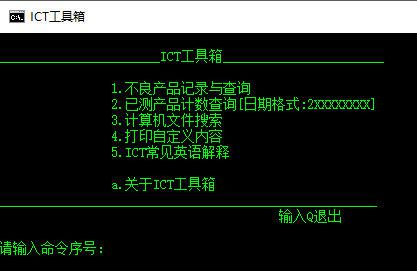 ICT工具箱
ICT工具箱
1.不良产品记录与查询
2.已测产品计数查询[日期格式:2XXXXXXXX]
3.计算机文件搜索
4.打印自定义内容
5.ICT常见英语解释
a.关于ICT工具箱
输入Q退出
请输入命令序号: